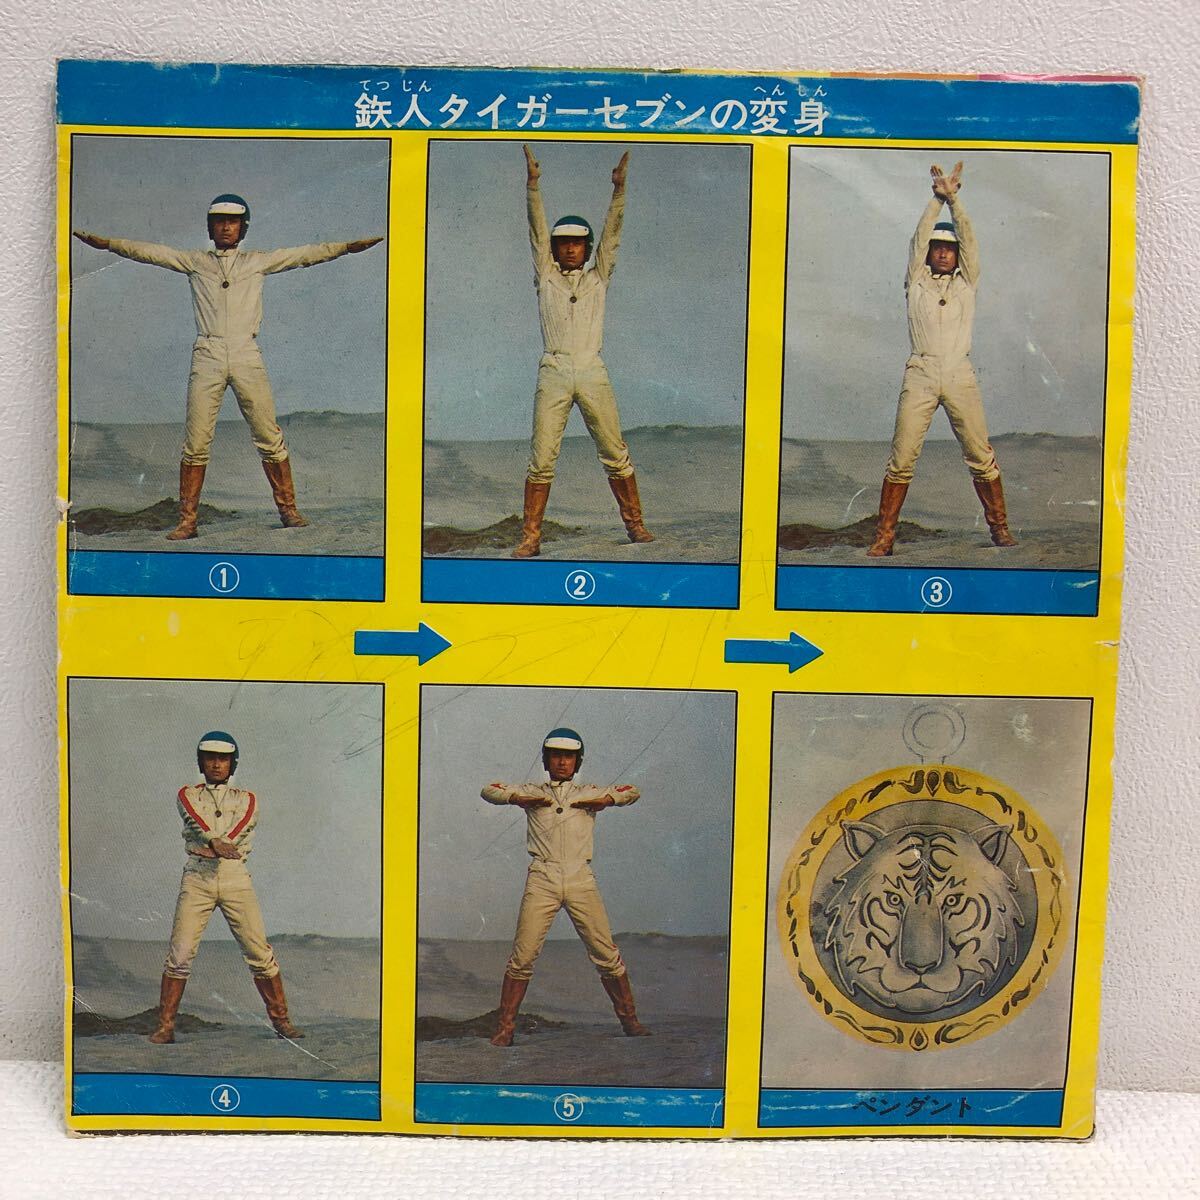 てつじん へんしん
鉄人タイガーセブンの変身
①
②
③
④
⑤
ペンダント